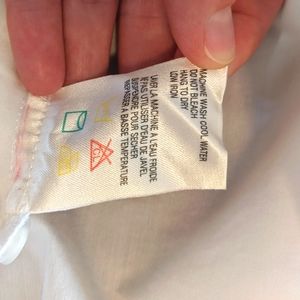 MACHINE WASH COOL WATER
DO NOT BLEACH
HANG TO DRY
LOW IRON
LAVER LA MACHINE A L'EAU FROIDE
NE PAS UTILISER D'EAU DE JAVEL
SUSPENDRE POUR SECHER
REPASSER A BASSE TEMPERATURE
CL